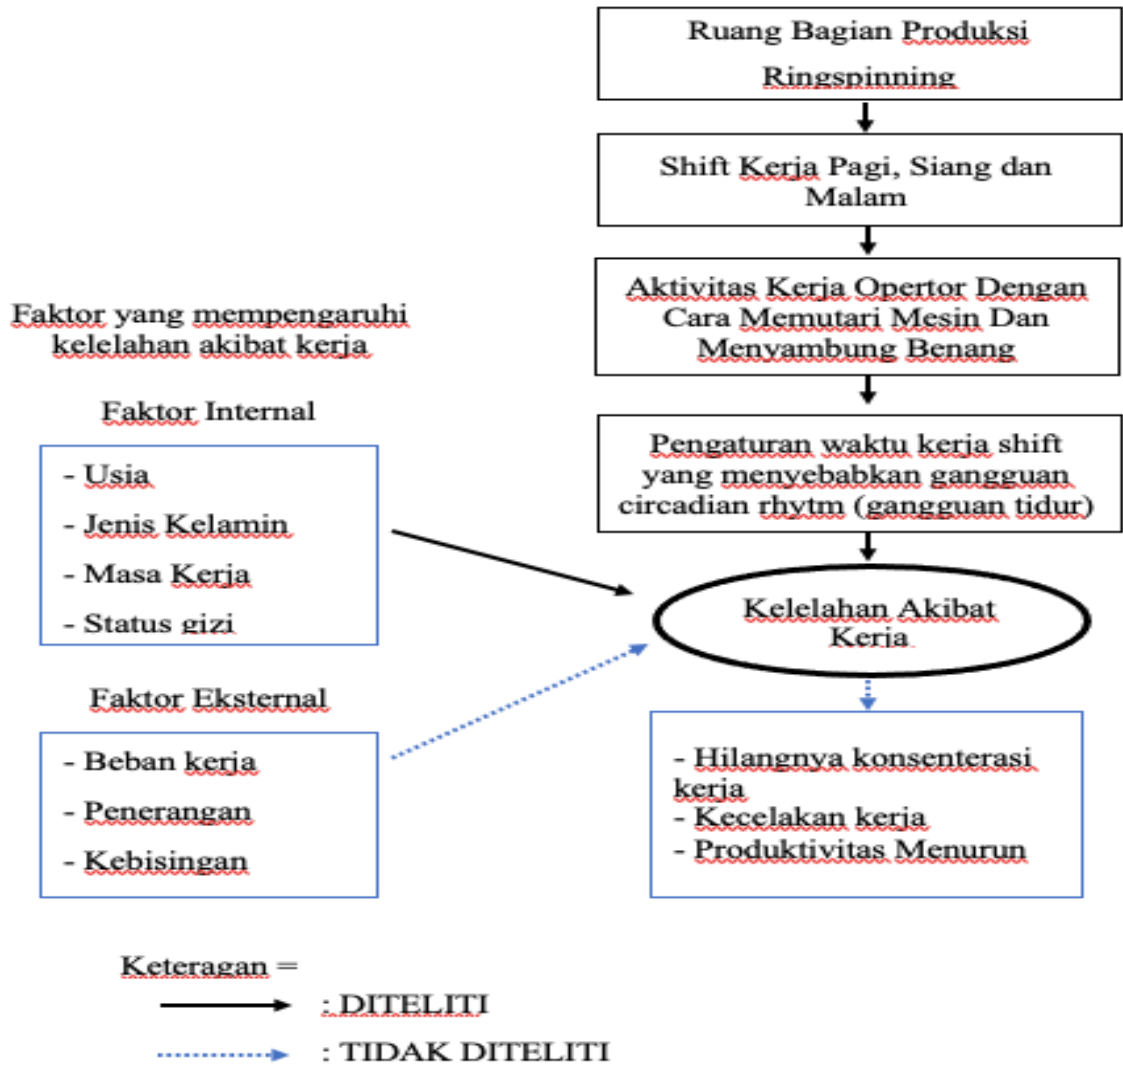 Ruang Bagian Produksi
Ringspinning
Shift Kerja Pagi, Siang dan
Malam
Aktivitas Kerja Opertor Dengan
Cara Memutari Mesin Dan
Menyambung Benang
Pengaturan waktu kerja shift
yang menyebabkan gangguan
circadian rhytm (gangguan tidur)
Kelelahan Akibat
Kerja
- Hilangnya konsenterasi
kerja
- Kecelakan kerja
- Produktivitas Menurun
Faktor yang mempengaruhi
kelelahan akibat kerja
Faktor Internal
- Usia
- Jenis Kelamin
- Masa Kerja
- Status gizi
Faktor Eksternal
- Beban kerja
- Penerangan
- Kebisingan
Keteragan =
: DITELITI
: TIDAK DITELITI